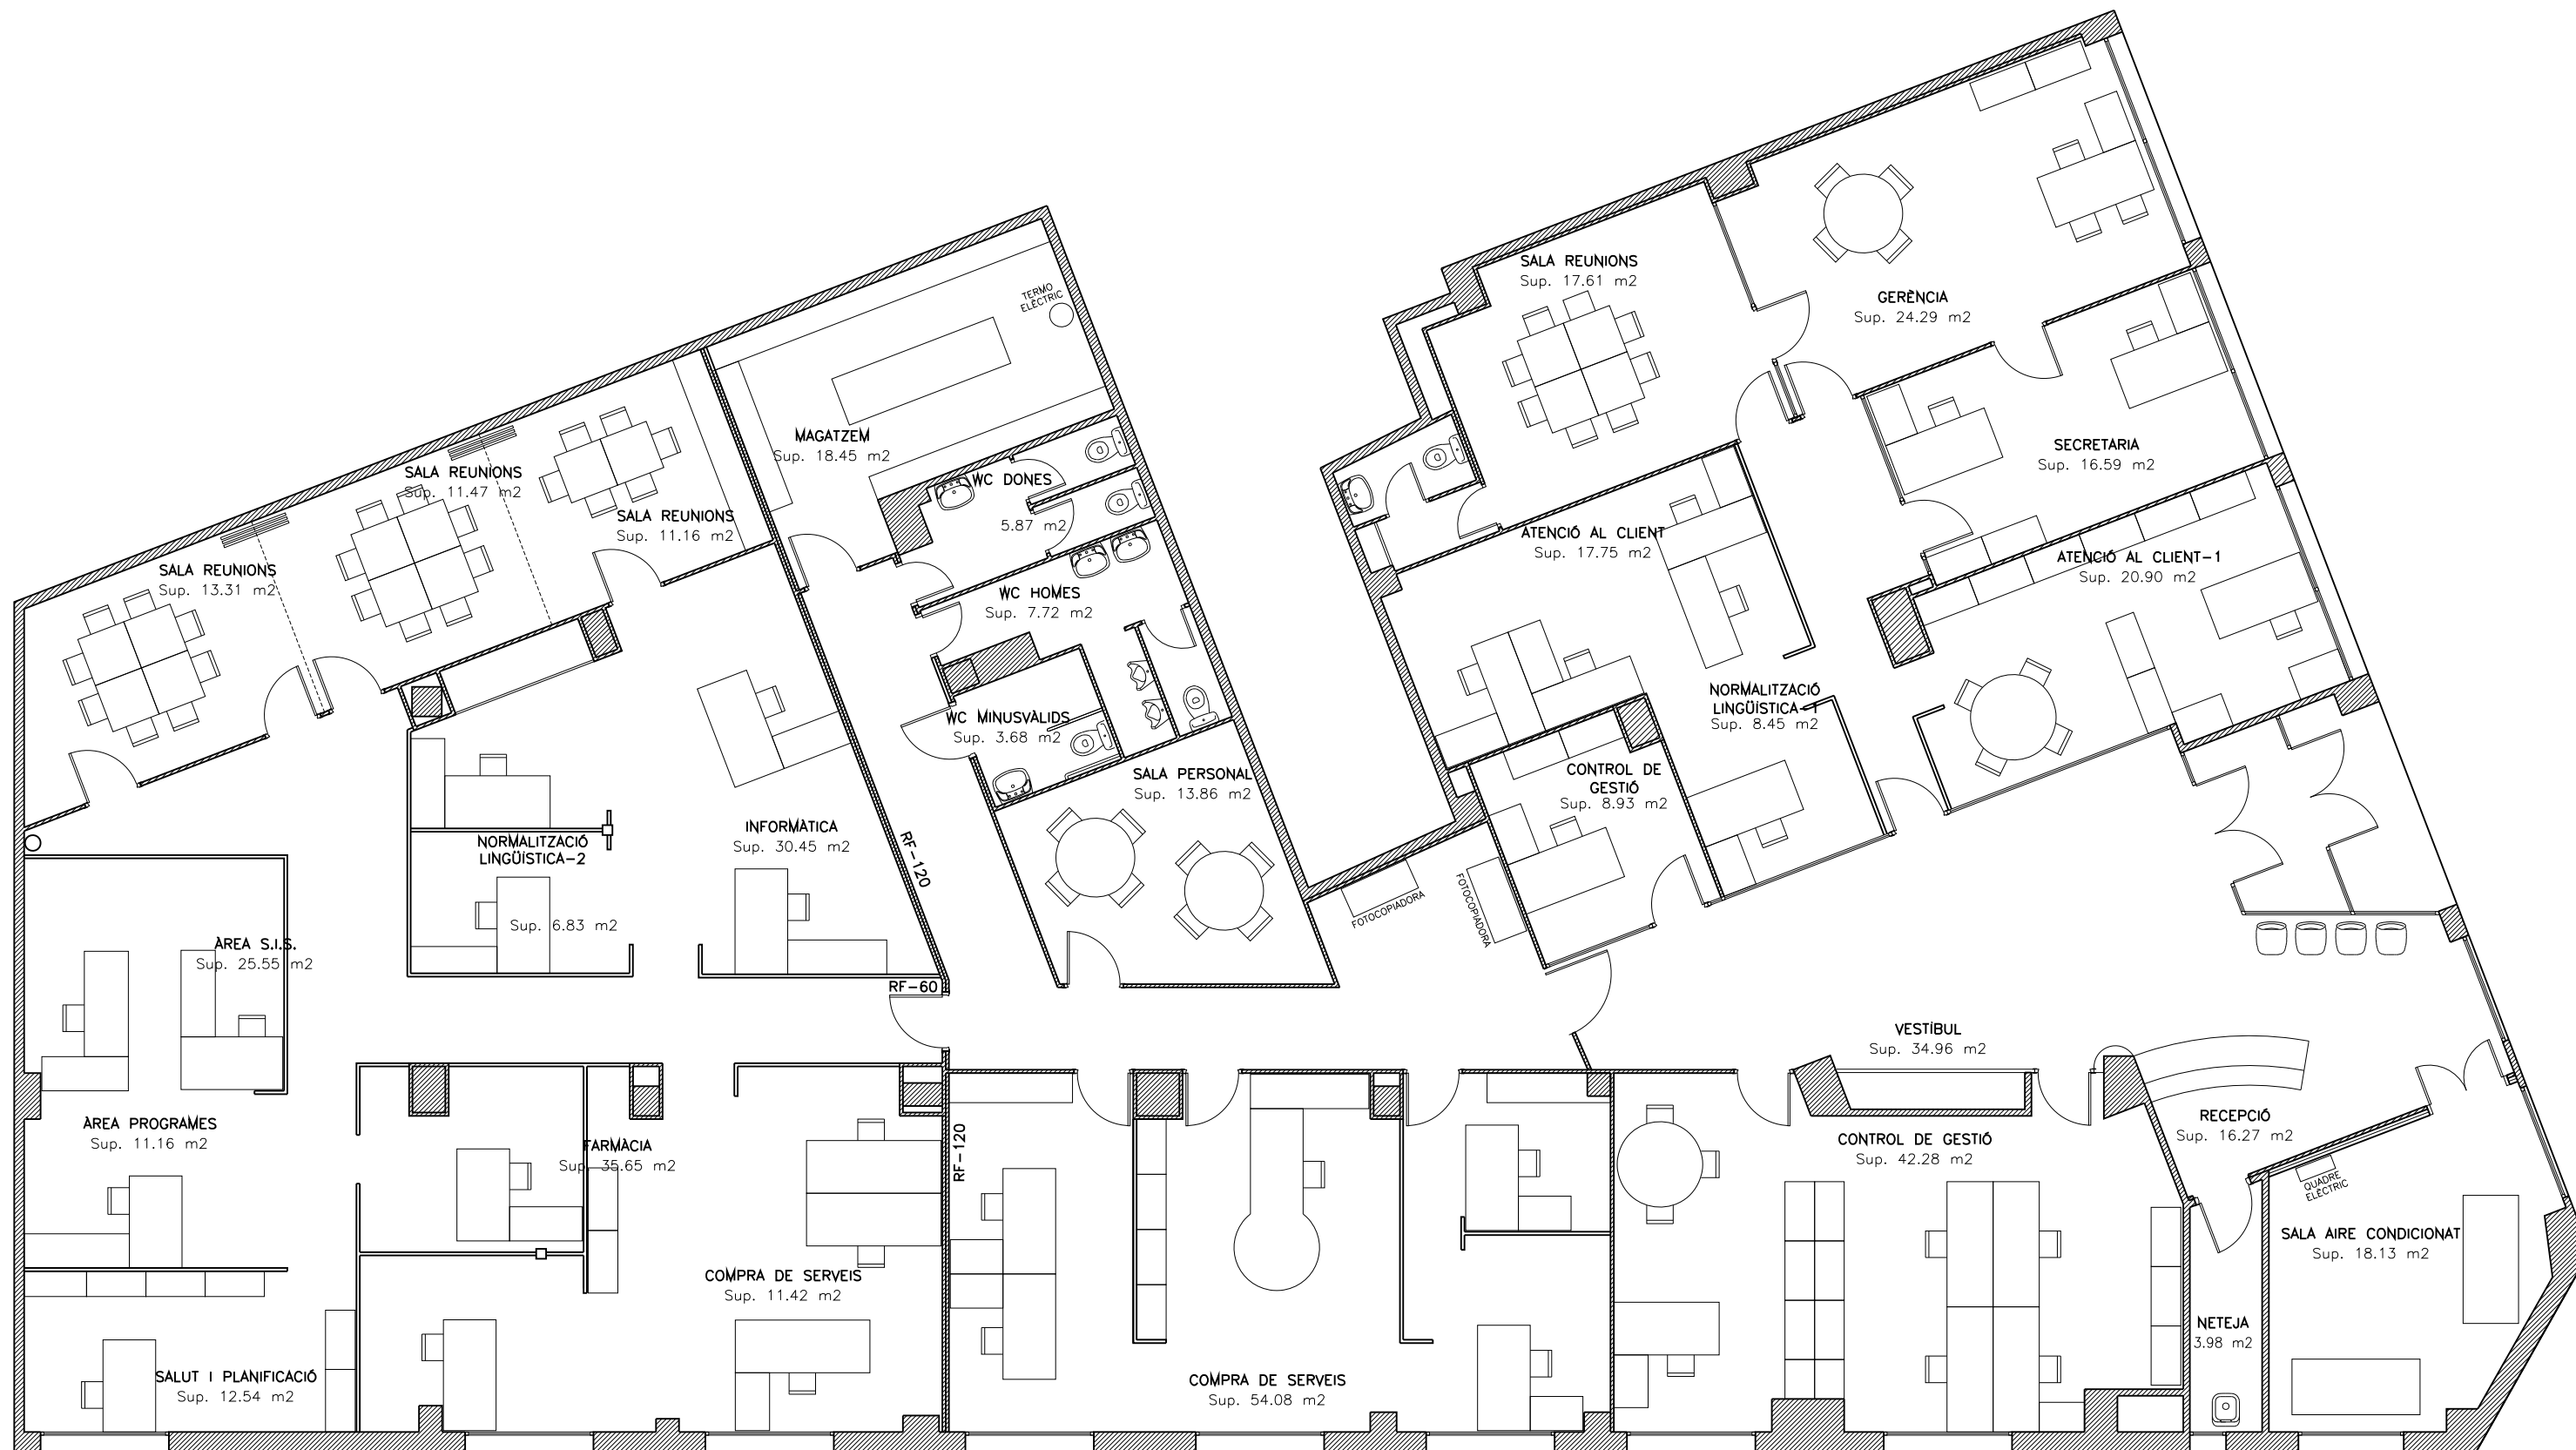 SALA REUNIONS
Sup. 17.61 m2
GERÈNCIA
Sup. 24.29 m2
TERMO
ELÈCTRIC
MAGATZEM
Sup. 18.45 m2
SALA REUNIONS
Sup. 11.47 m2
SALA REUNIONS
Sup. 11.16 m2
SALA REUNIONS
Sup. 13.31 m2
WC DONES
5.87 m2
WC HOMES
Sup. 7.72 m2
WC MINUSVÀLIDS
Sup. 3.68 m2
SALA PERSONAL
Sup. 13.86 m2
SECRETARIA
Sup. 16.59 m2
ATENCIÓ AL CLIENT
Sup. 17.75 m2
ATENCIÓ AL CLIENT-1
Sup. 20.90 m2
NORMALITZACIÓ
LINGÜÍSTICA-1
Sup. 8.45 m2
CONTROL DE
GESTIÓ
Sup. 8.93 m2
FOTOCOPIADORA
FOTOCOPIADORA
NORMALITZACIÓ
LINGÜÍSTICA-2
Sup. 6.83 m2
INFORMÀTICA
Sup. 30.45 m2
RF-120
RF-60
ÀREA S.I.S.
Sup. 25.55 m2
ÀREA PROGRAMES
Sup. 11.16 m2
FARMÀCIA
Sup. 35.65 m2
RF-120
COMPRA DE SERVEIS
Sup. 11.42 m2
SALUT I PLANIFICACIÓ
Sup. 12.54 m2
COMPRA DE SERVEIS
Sup. 54.08 m2
VESTÍBUL
Sup. 34.96 m2
CONTROL DE GESTIÓ
Sup. 42.28 m2
RECEPCIÓ
Sup. 16.27 m2
QUADRE
ELÈCTRIC
SALA AIRE CONDICIONAT
Sup. 18.13 m2
NETEJA
3.98 m2